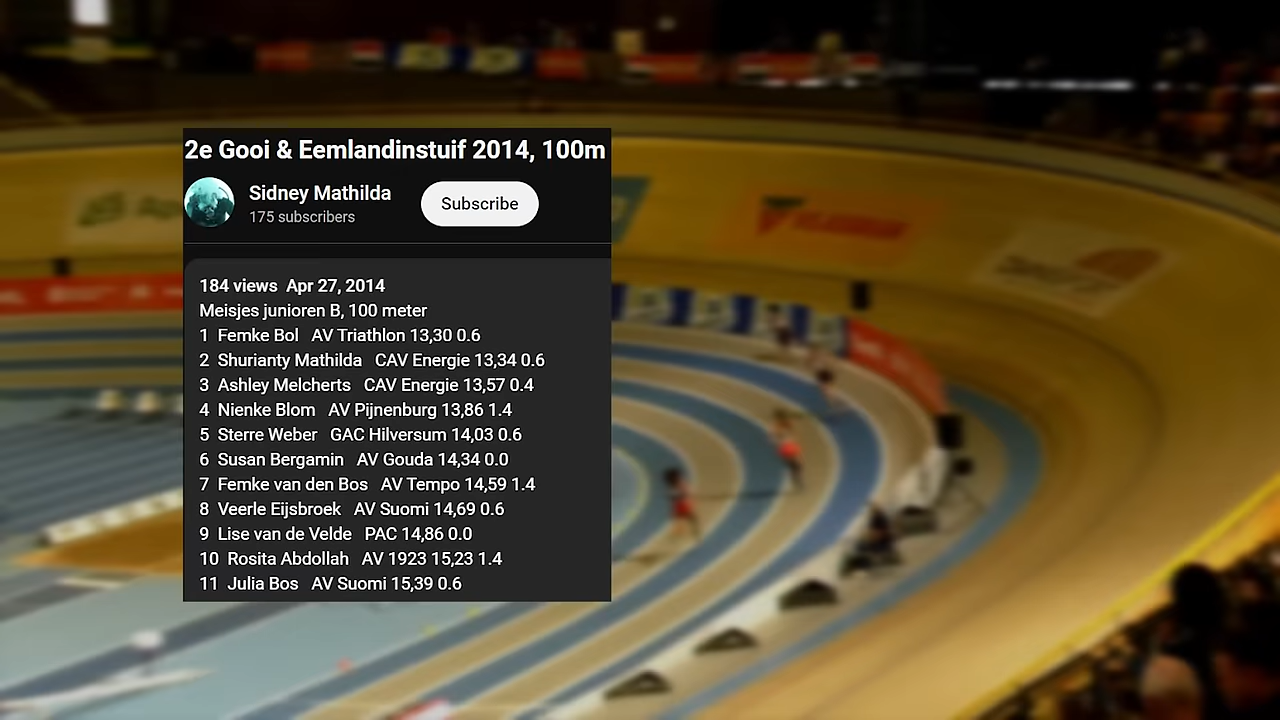 2e Gooi & Eemlandinstuif 2014, 100m
Sidney Mathilda
175 subscribers
Subscribe
184 views Apr 27, 2014
Meisjes junioren B, 100 meter
1 Femke Bol AV Triathlon 13,30 0.6
2 Shurianty Mathilda CAV Energie 13,34 0.6
3 Ashley Melcherts CAV Energie 13,57 0.4
4 Nienke Blom AV Pijnenburg 13,86 1.4
5 Sterre Weber GAC Hilversum 14,03 0.6
6 Susan Bergamin AV Gouda 14,34 0.0
7 Femke van den Bos AV Tempo 14,59 1.4
8 Veerle Eijsbroek AV Suomi 14,69 0.6
9 Lise van de Velde PAC 14,86 0.0
10 Rosita Abdollah AV 1923 15,23 1.4
11 Julia Bos AV Suomi 15,39 0.6